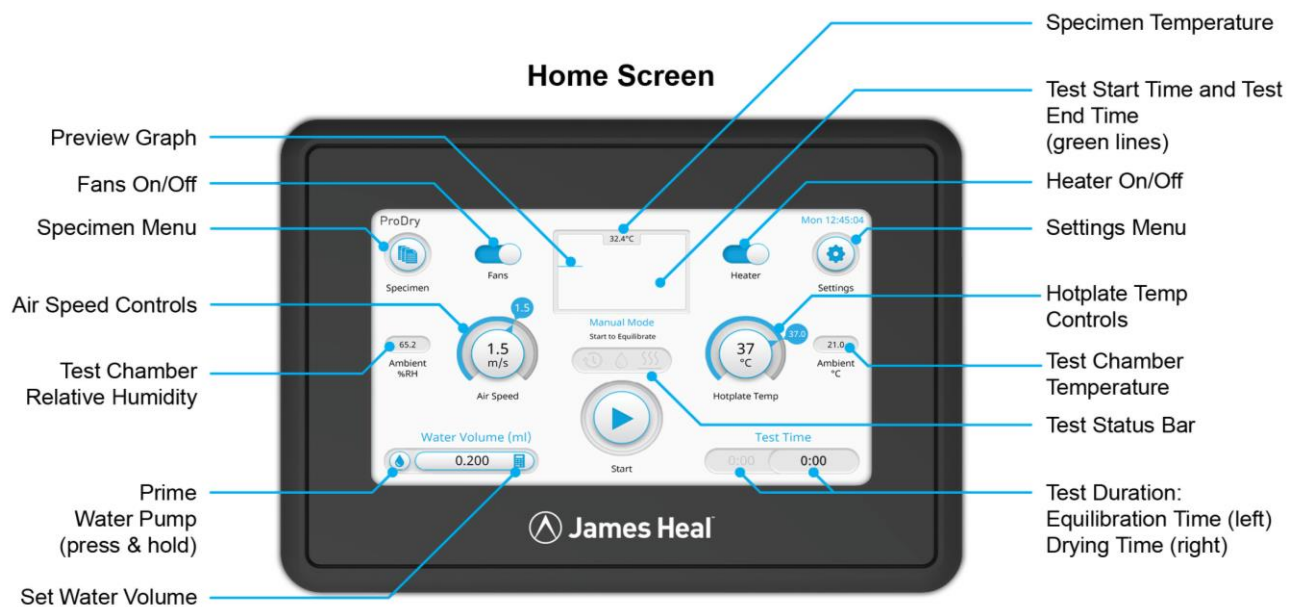 Home Screen
Preview Graph
Fans On/Off
Specimen Menu
Air Speed Controls
Test Chamber
Relative Humidity
Prime
Water Pump
(press & hold)
Set Water Volume
ProDry
Specimen
Fans
32.4°C
Heater
Mon 12:45:04
Settings
1.5
1.5
m/s
Air Speed
65.2
Ambient
%RH
Manual Mode
Start to Equilibrate
37.0
37
°C
Hotplate Temp
21.0
Ambient
°C
Water Volume (ml)
0.200
Start
Test Time
0:00
0:00
James Heal
Specimen Temperature
Test Start Time and Test
End Time
(green lines)
Heater On/Off
Settings Menu
Hotplate Temp
Controls
Test Chamber
Temperature
Test Status Bar
Test Duration:
Equilibration Time (left)
Drying Time (right)